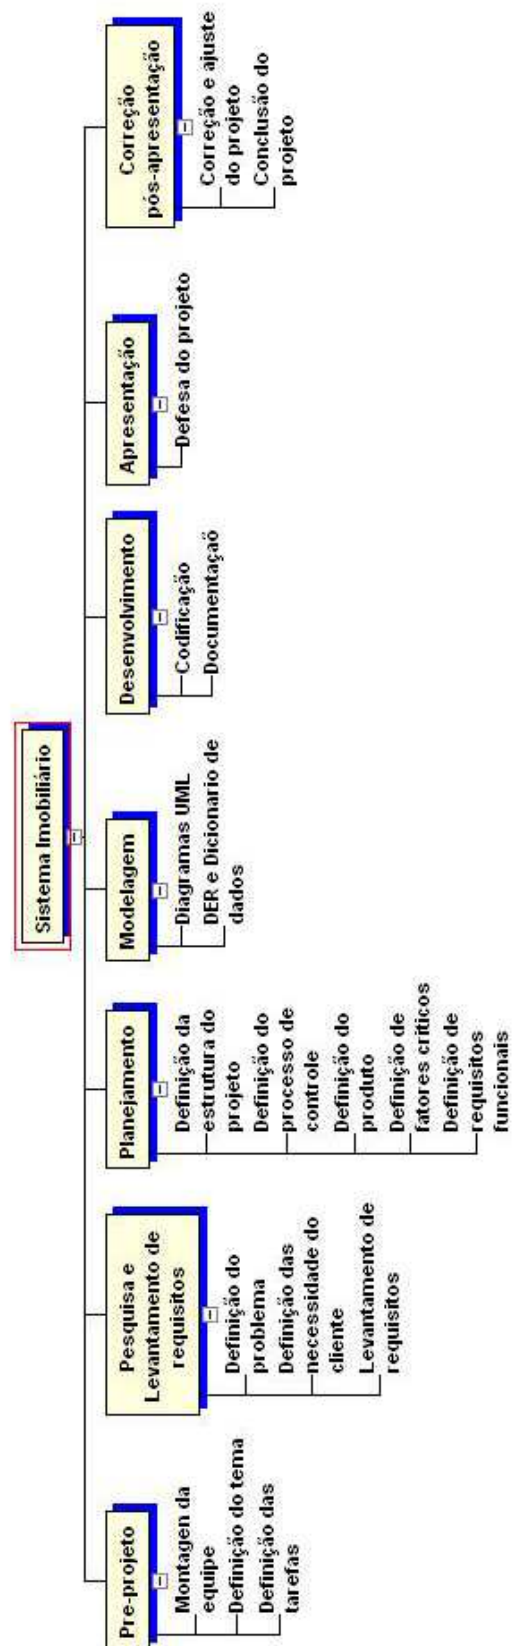 Sistema Imobiliário
Pre-projeto
Montagen da
equipe
Definição do tema
Definição das
tarefas
Pesquisa e
Levantamento de
requisitos
Definição do
problema
Definição das
necessidade do
cliente
Levantamento de
requisitos
Planejamento
Definição da
estrutura do
projeto
Definição do
processo de
controle
Definição do
produto
Definição de
fatores críticos
Definição de
requisitos
funcionais
Modelagem
Diagramas UML
DER e Dicionario de
dados
Desenvolvimento
Codificação
Documentaçaõ
Apresentação
Defesa do projeto
Correção
pós-apresentação
Correção e ajuste
do projeto
Conclusão do
projeto